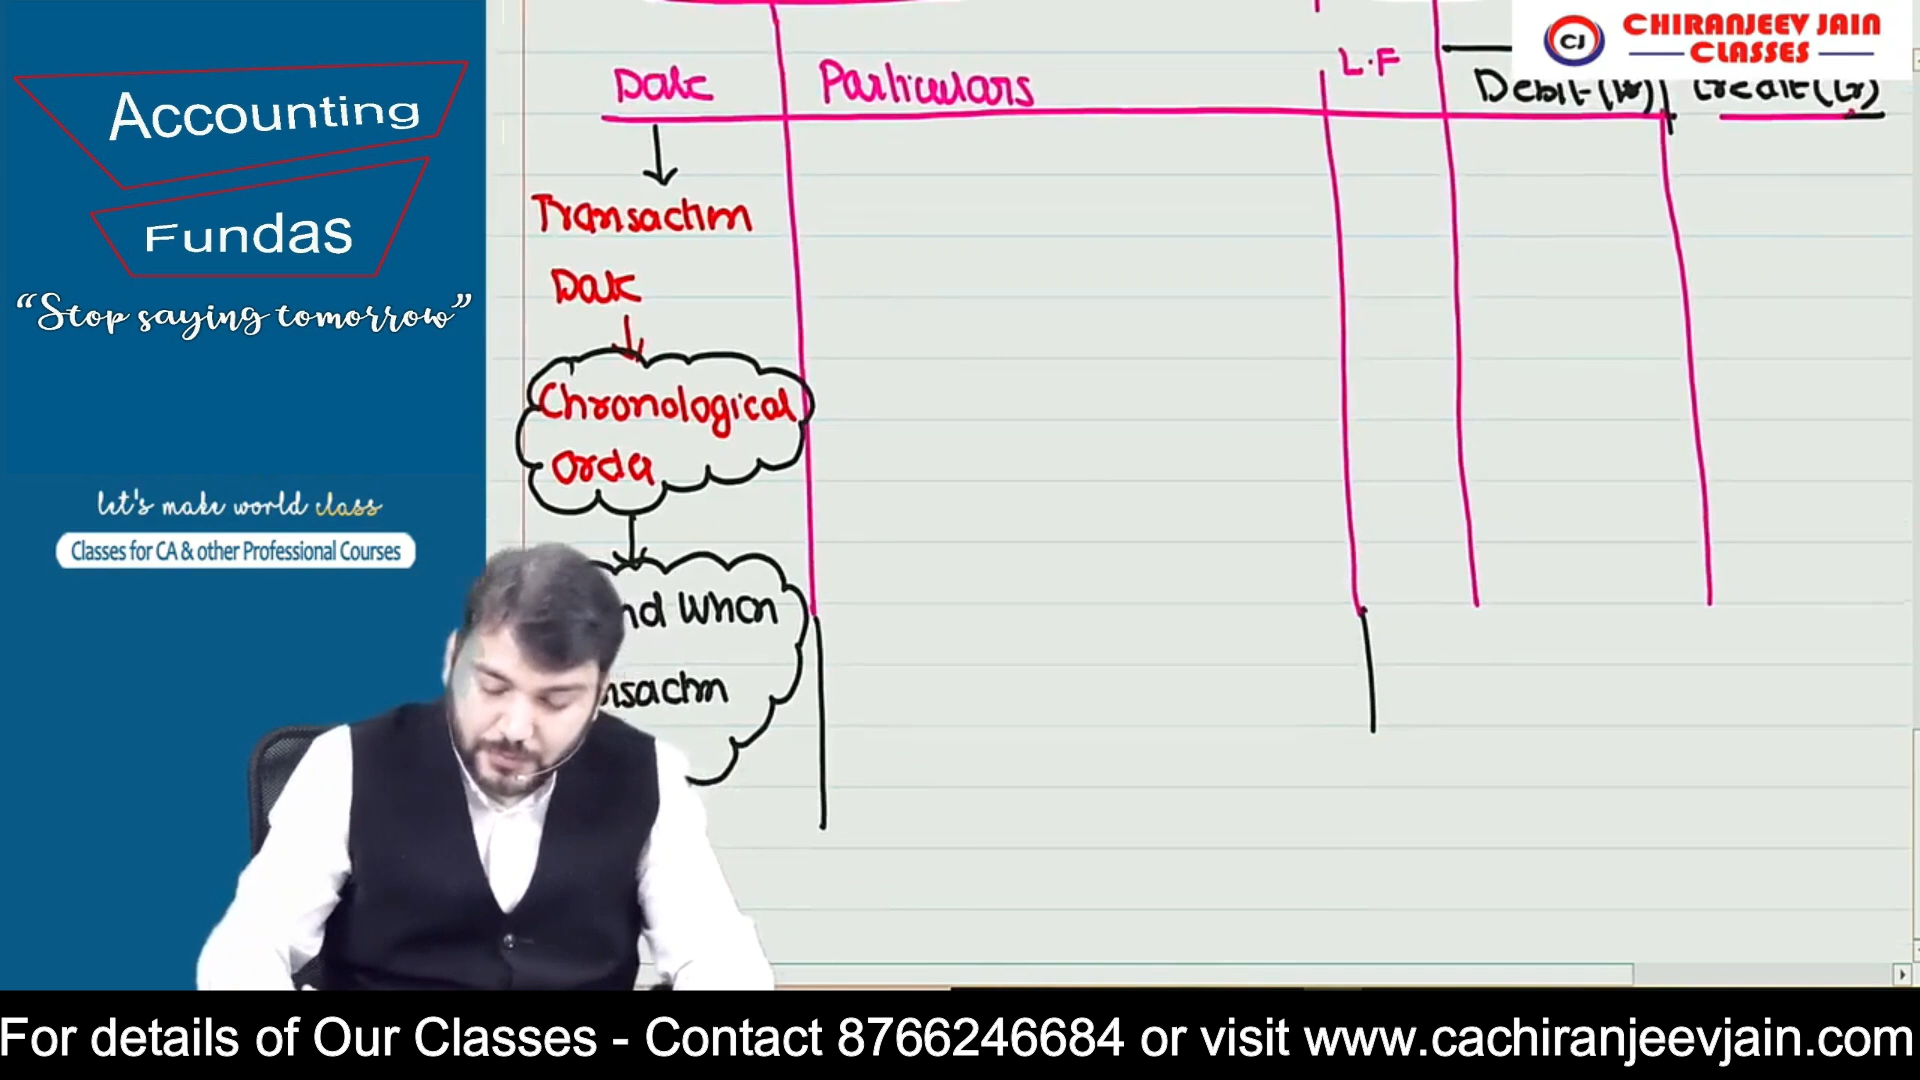 CHIRANJEEV JAIN
CJ
CLASSES
Accounting
Fundas
“Stop saying tomorrow”
let's make world class
Classes for CA & other Professional Courses
Date
Particulars
L.F
Debit
Credit
Transaction
Date
Chronological
Order
When
For details of Our Classes - Contact 8766246684 or visit www.cachiranjeevjain.com